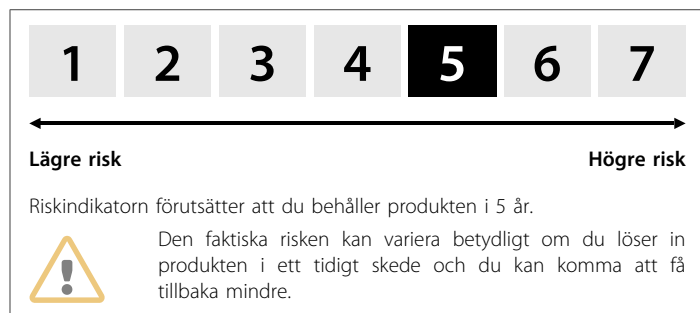 1 2 3 4 5 6 7
Lägre risk Högre risk
Riskindikatorn förutsätter att du behåller produkten i 5 år.
Den faktiska risken kan variera betydligt om du löser in
produkten i ett tidigt skede och du kan komma att få
tillbaka mindre.